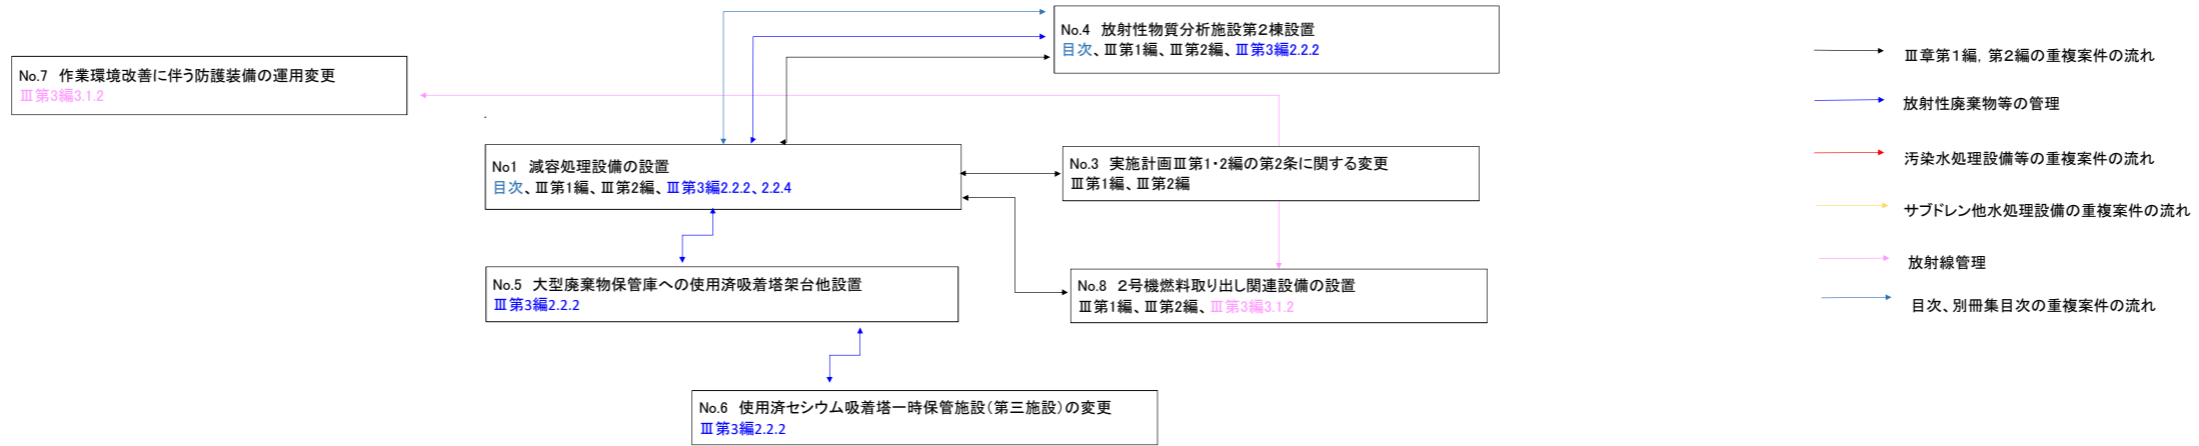 No.4 放射性物質分析施設第2棟設置
目次、Ⅲ第1編、Ⅲ第2編、Ⅲ第3編2.2.2
No.7 作業環境改善に伴う防護装備の運用変更
Ⅲ第3編3.1.2
No1 減容処理設備の設置
目次、Ⅲ第1編、Ⅲ第2編、Ⅲ第3編2.2.2、2.2.4
No.3 実施計画Ⅲ第1・2編の第2条に関する変更
Ⅲ第1編、Ⅲ第2編
No.5 大型廃棄物保管庫への使用済吸着塔架台他設置
Ⅲ第3編2.2.2
No.8 2号機燃料取り出し関連設備の設置
Ⅲ第1編、Ⅲ第2編、Ⅲ第3編3.1.2
No.6 使用済セシウム吸着塔一時保管施設(第三施設)の変更
Ⅲ第3編2.2.2
Ⅲ章第1編,第2編の重複案件の流れ
放射性廃棄物等の管理
汚染水処理設備等の重複案件の流れ
サブドレン他水処理設備の重複案件の流れ
放射線管理
目次、別冊集目次の重複案件の流れ